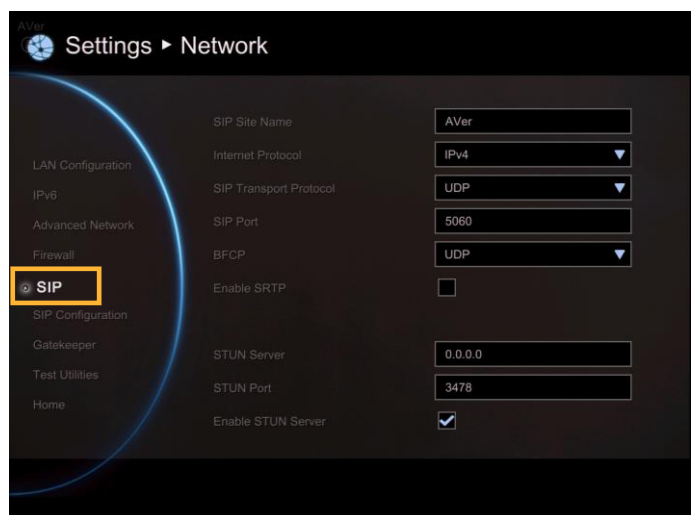 AVer
Settings ▸ Network
SIP Site Name AVer
LAN Configuration
Internet Protocol IPv4
IPv6
SIP Transport Protocol UDP
Advanced Network
SIP Port 5060
Firewall
BFCP UDP
SIP
Enable SRTP
SIP Configuration
Gatekeeper
STUN Server 0.0.0.0
Test Utilities
STUN Port 3478
Home
Enable STUN Server